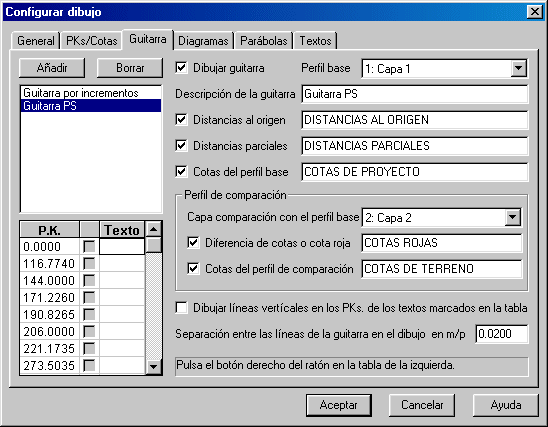 Configurar dibujo
General PKs/Cotas Guitarra Diagramas Parábolas Textos
Añadir Borrar
Guitarra por incrementos
Guitarra PS
P.K. Texto
0.0000
116.7740
144.0000
171.2260
190.8265
206.0000
221.1735
273.5035
Dibujar guitarra Perfil base 1: Capa 1
Descripción de la guitarra Guitarra PS
Distancias al origen DISTANCIAS AL ORIGEN
Distancias parciales DISTANCIAS PARCIALES
Cotas del perfil base COTAS DE PROYECTO
Perfil de comparación
Capa comparación con el perfil base 2: Capa 2
Diferencia de cotas o cota roja COTAS ROJAS
Cotas del perfil de comparación COTAS DE TERRENO
Dibujar líneas vertícales en los PKs. de los textos marcados en la tabla
Separación entre las líneas de la guitarra en el dibujo en m/p 0.0200
Pulsa el botón derecho del ratón en la tabla de la izquierda.
Aceptar Cancelar Ayuda